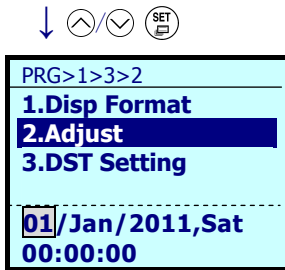 SET
PRG>1>3>2
1.Disp Format
2.Adjust
3.DST Setting
01/Jan/2011,Sat
00:00:00